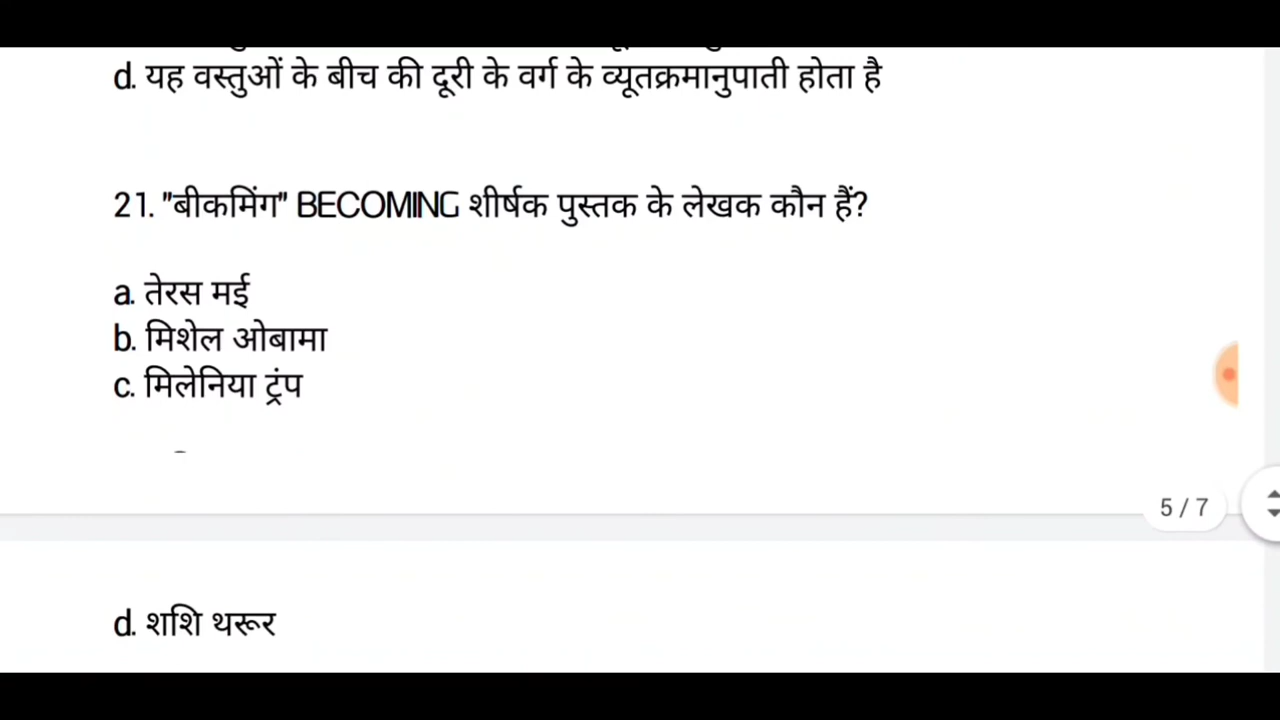 d. यह वस्तुओं के बीच की दूरी के वर्ग के व्यूतक्रमानुपाती होता है
21. "बीकमिंग" BECOMING शीर्षक पुस्तक के लेखक कौन हैं?
a. तेरस मई
b. मिशेल ओबामा
c. मिलेनिया ट्रंप
5 / 7
d. शशि थरूर